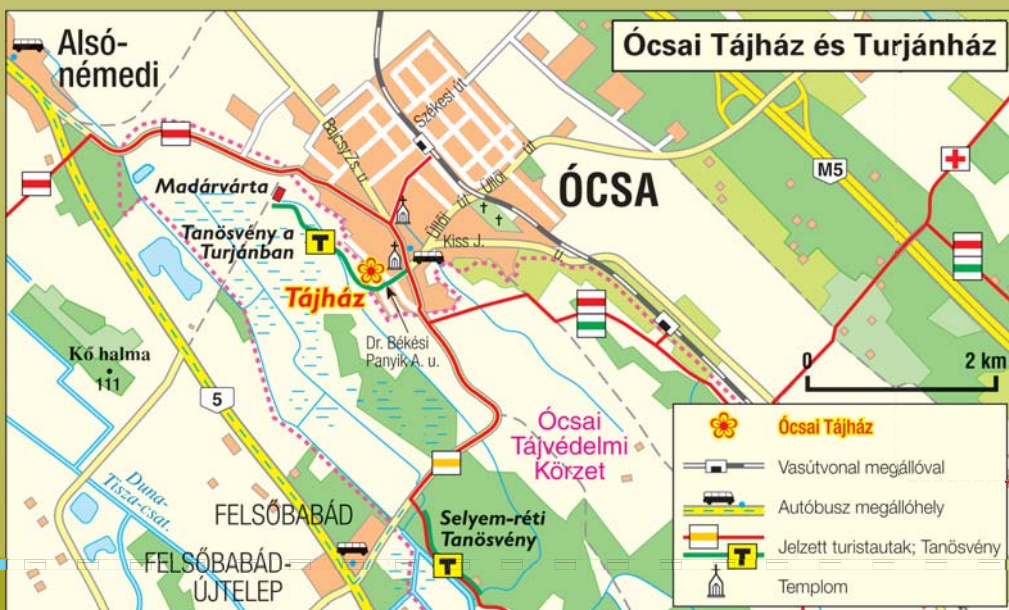 Ócsai Tájház és Turjánház
Alsó-
némedi
Székesi út
Bajcsy Zs. u.
M5
Madárvárta
ÓCSA
Üllői út
Üllői út
Tanösvény a
Turjánban
T
Kiss J. u.
Tájház
Dr. Békési
Panyik A. u.
Kő halma
111
0 2 km
5
Ócsai
Tájvédelmi
Körzet
Duna-
Tisza-csat.
FELSŐBABÁD
Selyem-réti
Tanösvény
T
FELSŐBABÁD-
ÚJTELEP
Ócsai Tájház
Vasútvonal megállóval
Autóbusz megállóhely
Jelzett turistautak; Tanösvény
T
Templom